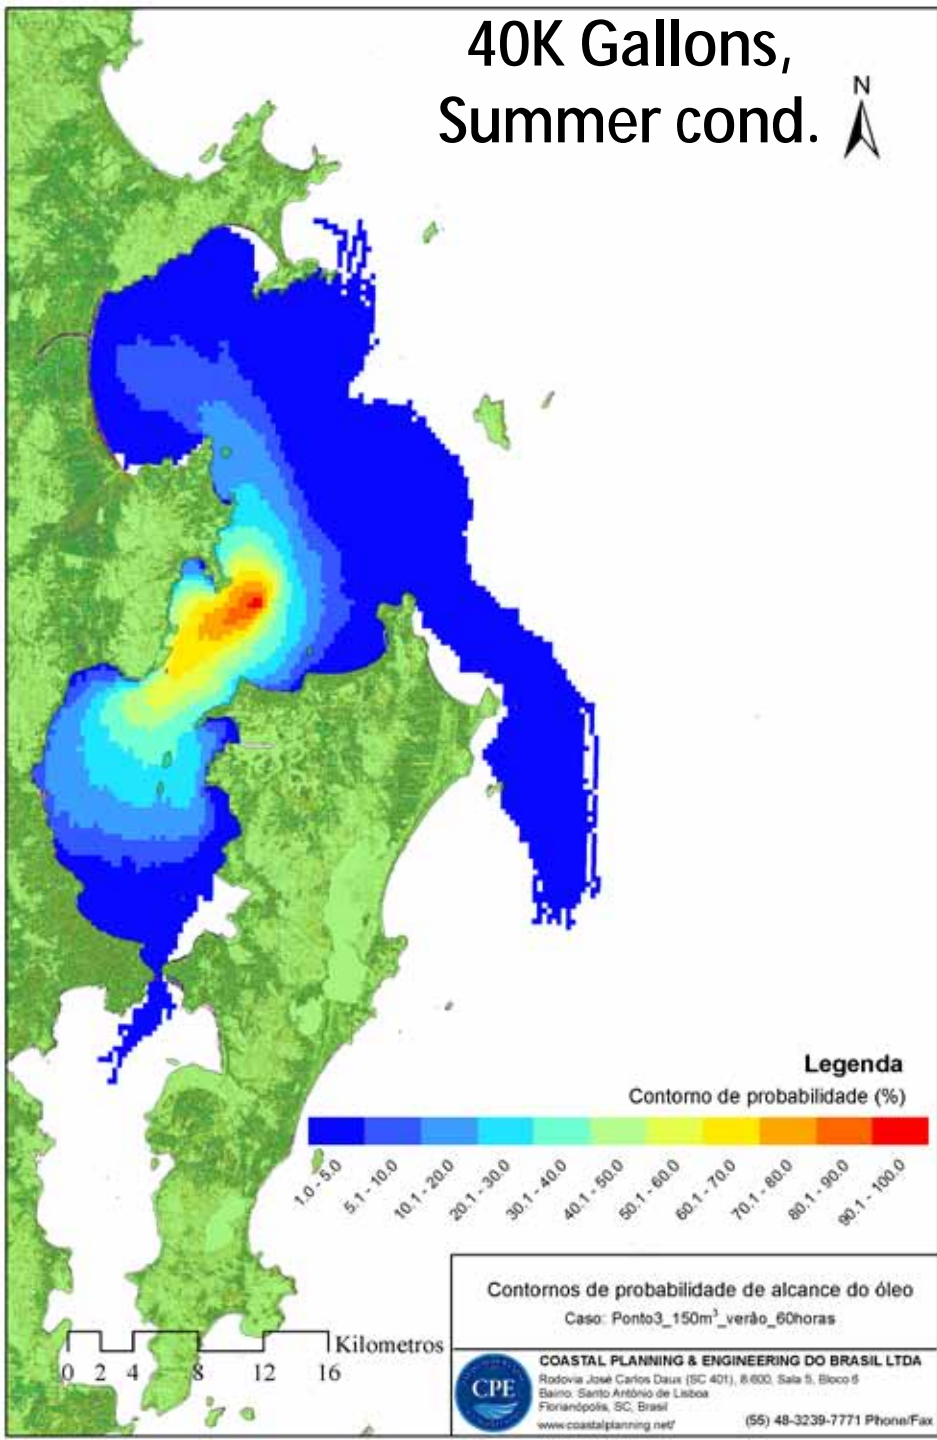 40K Gallons,
Summer cond.
N
Legenda
Contorno de probabilidade (%)
1.0 - 5.0
5.1 - 10.0
10.1 - 20.0
20.1 - 30.0
30.1 - 40.0
40.1 - 50.0
50.1 - 60.0
60.1 - 70.0
70.1 - 80.0
80.1 - 90.0
90.1 - 100.0
Contornos de probabilidade de alcance do óleo
Caso: Ponto3_150m³_verão_60horas
Kilometros
0 2 4 8 12 16
CPE
COASTAL PLANNING & ENGINEERING DO BRASIL LTDA
Rodovia José Carlos Daux (SC 401), 8.600, Sala 5, Bloco 6
Bairro: Santo Antônio de Lisboa
Florianópolis, SC, Brasil
www.coastalplanning.net/
(55) 48-3239-7771 Phone/Fax